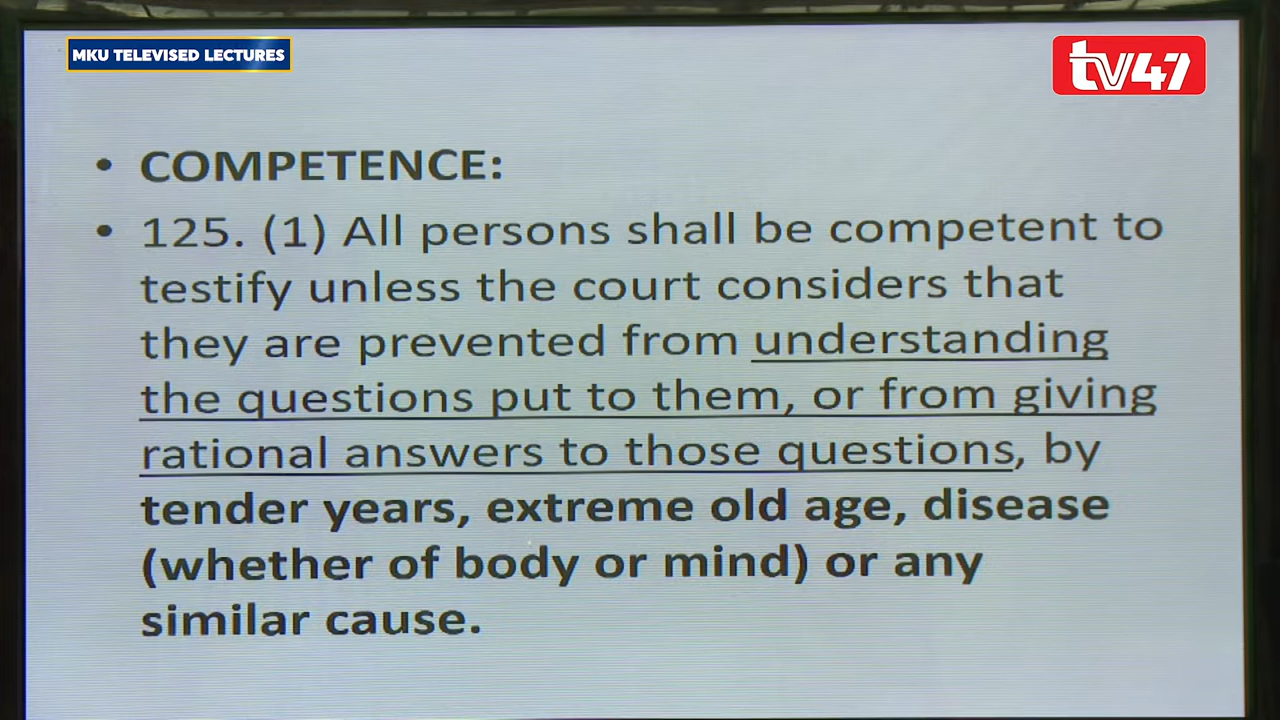 MKU TELEVISED LECTURES
tv47
• COMPETENCE:
• 125. (1) All persons shall be competent to
testify unless the court considers that
they are prevented from understanding
the questions put to them, or from giving
rational answers to those questions, by
tender years, extreme old age, disease
(whether of body or mind) or any
similar cause.